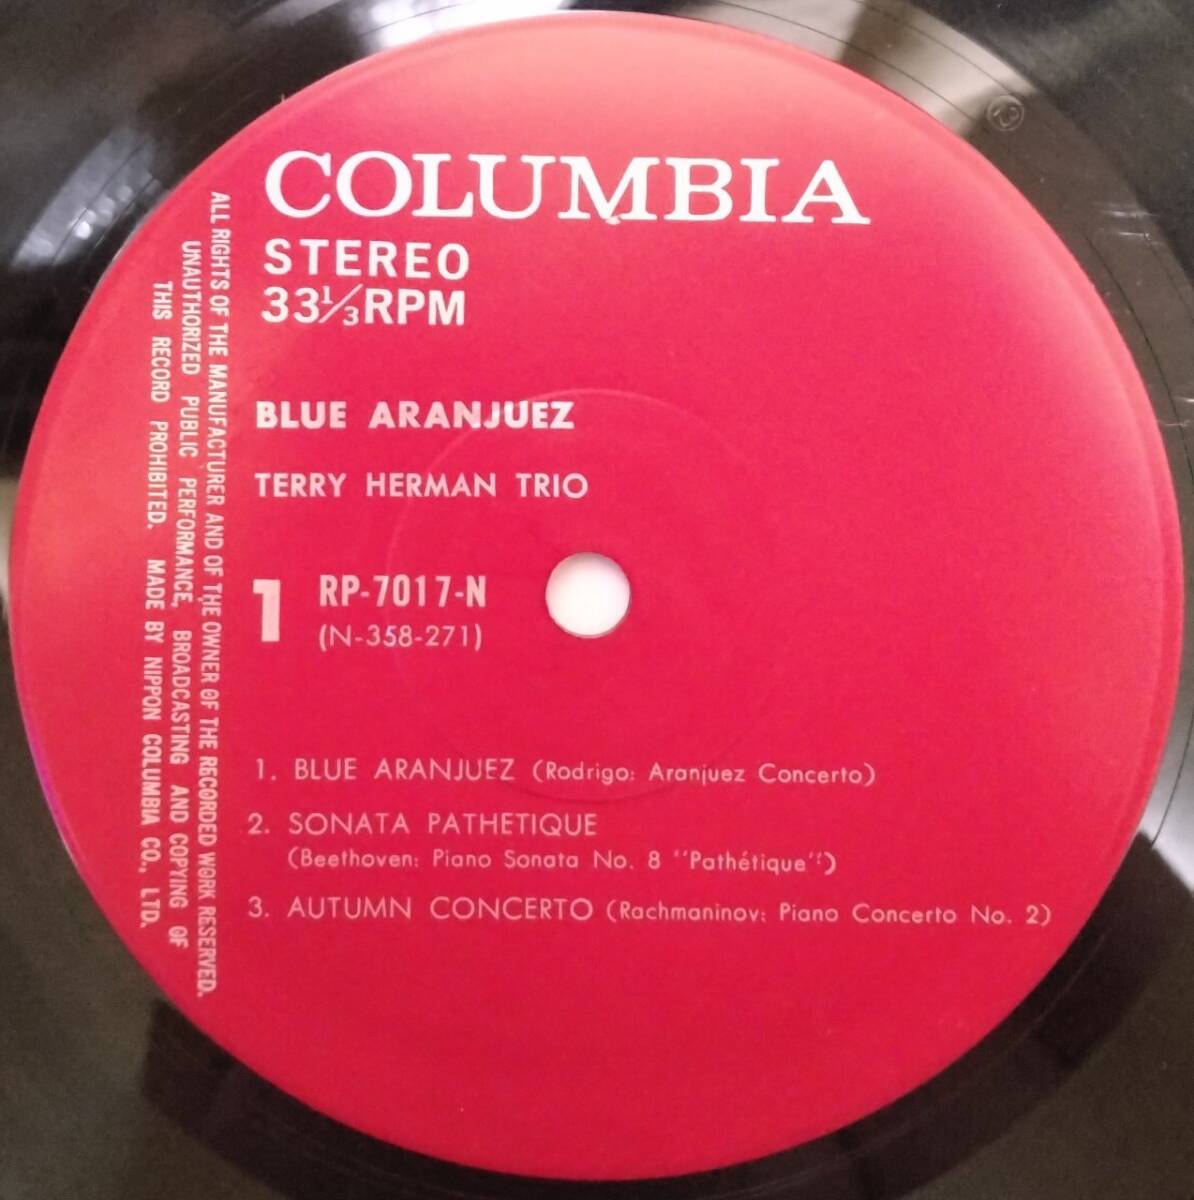 COLUMBIA
STEREO
33⅓RPM
BLUE ARANJUEZ
TERRY HERMAN TRIO
1 RP-7017-N
(N-358-271)
1. BLUE ARANJUEZ (Rodrigo: Aranjuez Concerto)
2. SONATA PATHETIQUE
(Beethoven: Piano Sonata No. 8 "Pathétique")
3. AUTUMN CONCERTO (Rachmaninov: Piano Concerto No. 2)
ALL RIGHTS OF THE MANUFACTURER AND OF THE OWNER OF THE RECORDED WORK RESERVED.
UNAUTHORIZED PUBLIC PERFORMANCE, BROADCASTING AND COPYING OF
THIS RECORD PROHIBITED. MADE BY NIPPON COLUMBIA CO., LTD.